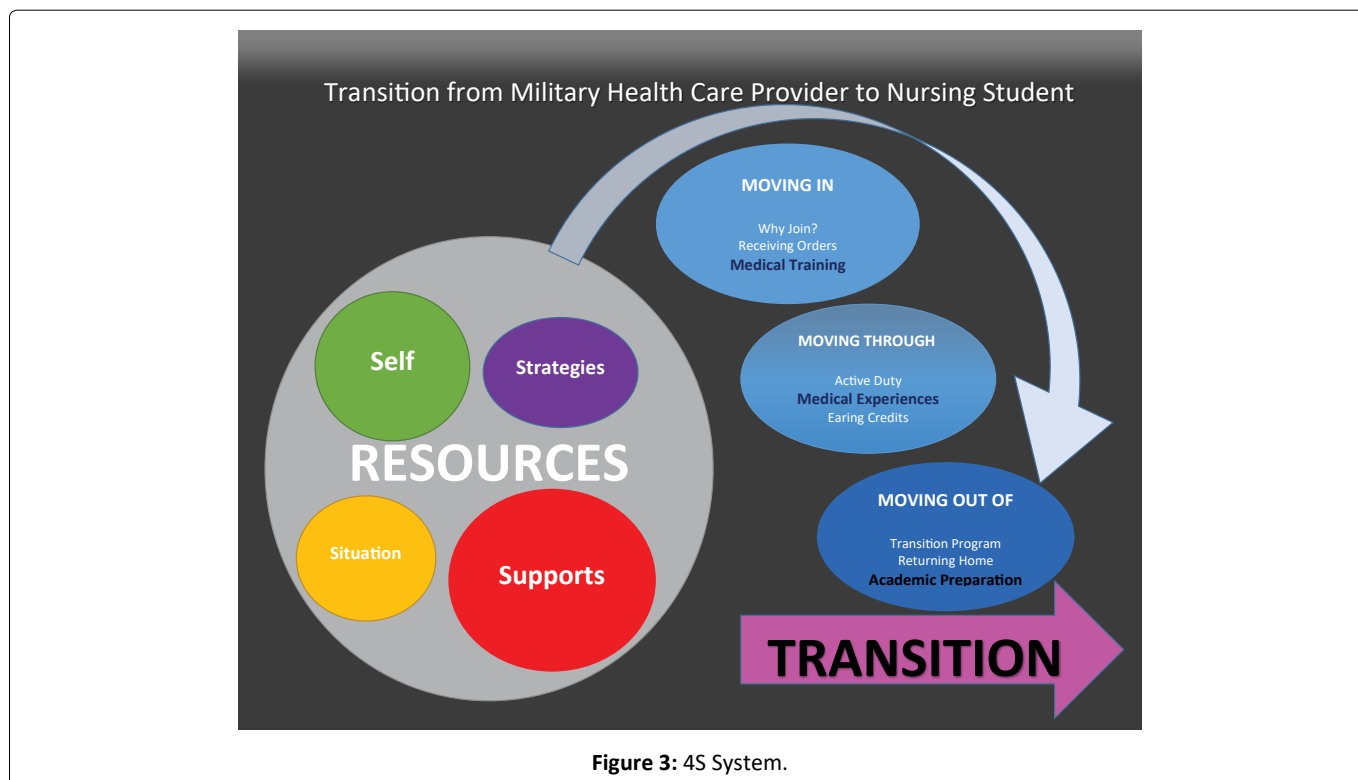 Transition from Military Health Care Provider to Nursing Student
MOVING IN
Why Join?
Receiving Orders
Medical Training
MOVING THROUGH
Active Duty
Medical Experiences
Earing Credits
MOVING OUT OF
Transition Program
Returning Home
Academic Preparation
Self
Strategies
RESOURCES
Situation
Supports
TRANSITION
Figure 3: 4S System.